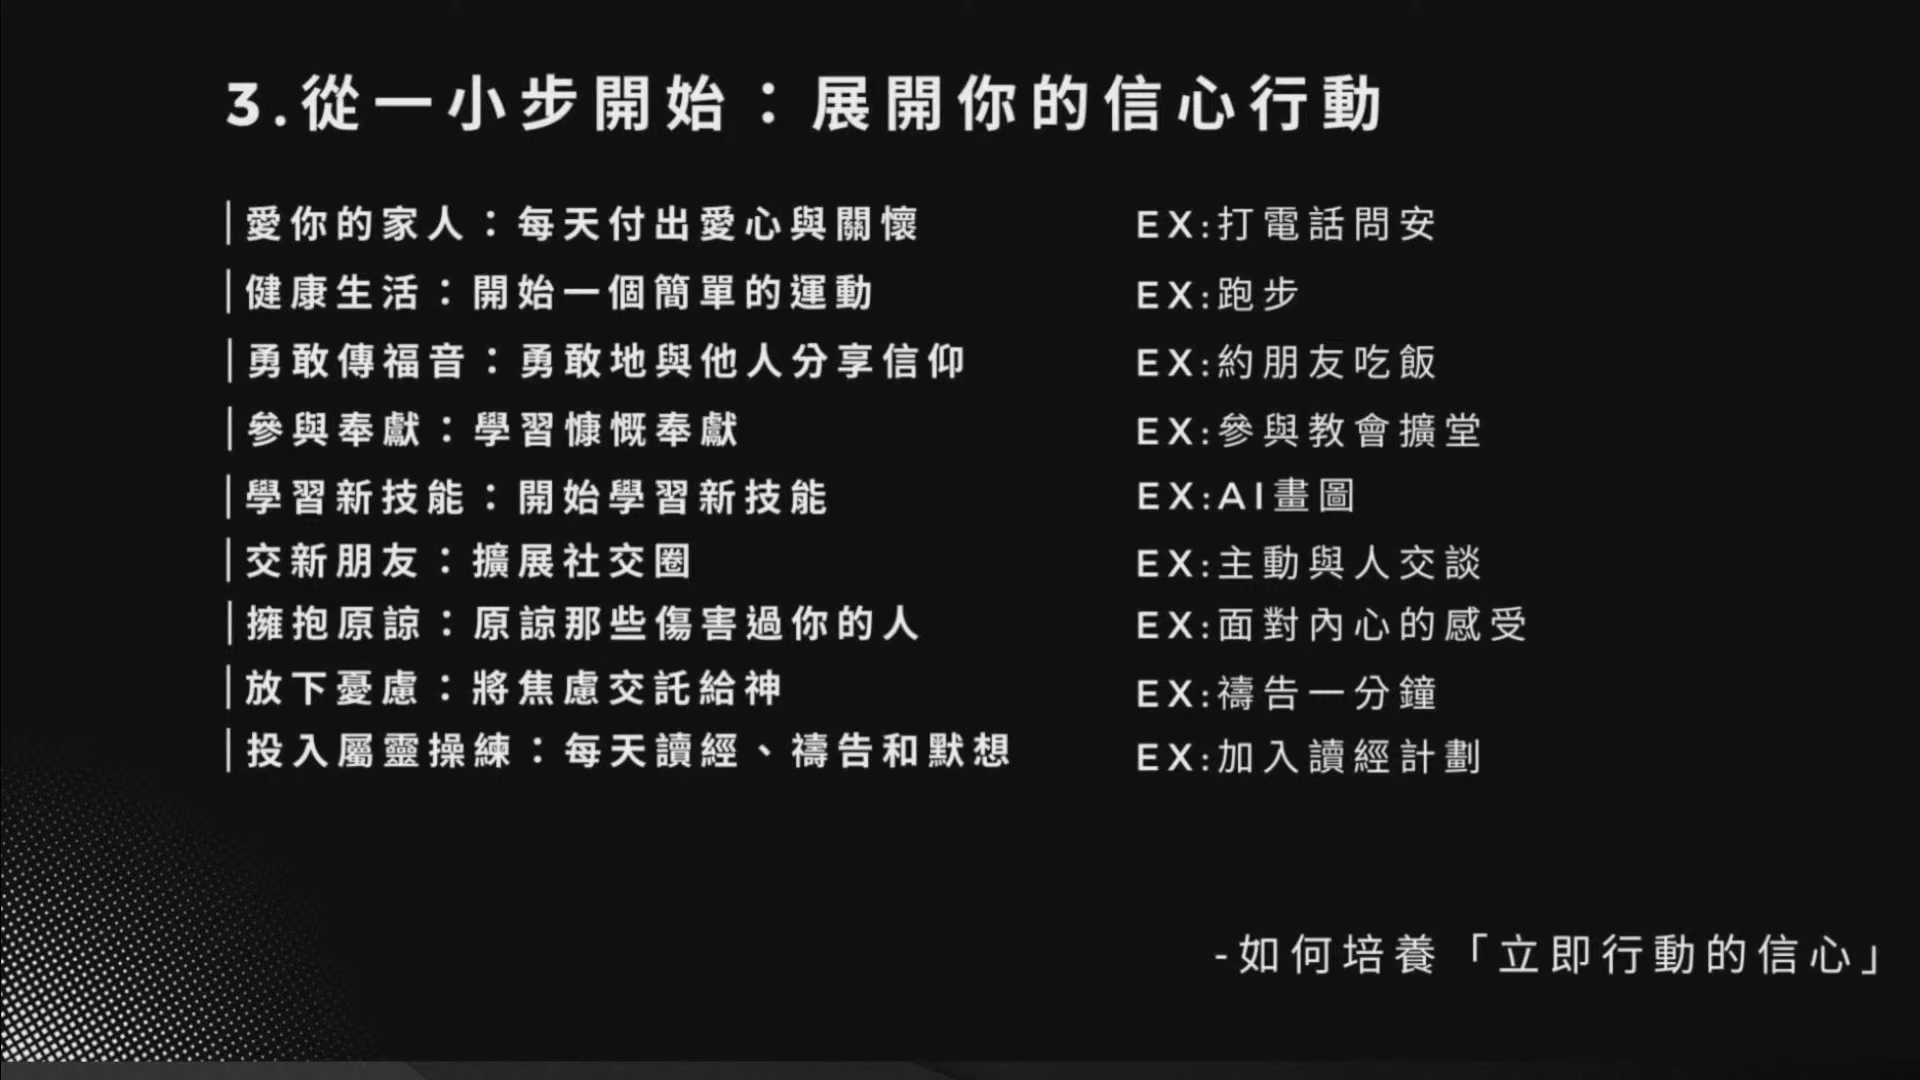 3.從一小步開始：展開你的信心行動
|愛你的家人：每天付出愛心與關懷 EX:打電話問安
|健康生活：開始一個簡單的運動 EX:跑步
|勇敢傳福音：勇敢地與他人分享信仰 EX:約朋友吃飯
|參與奉獻：學習慷慨奉獻 EX:參與教會擴堂
|學習新技能：開始學習新技能 EX:AI畫圖
|交新朋友：擴展社交圈 EX:主動與人交談
|擁抱原諒：原諒那些傷害過你的人 EX:面對內心的感受
|放下憂慮：將焦慮交託給神 EX:禱告一分鐘
|投入屬靈操練：每天讀經、禱告和默想 EX:加入讀經計劃
-如何培養「立即行動的信心」